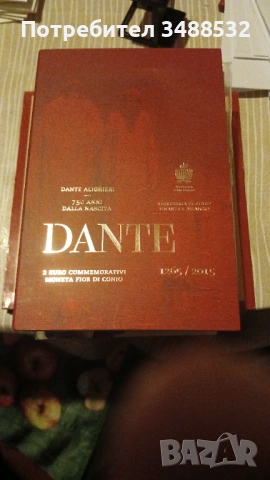 Потребител 3488532
DANTE ALIGHIERI
750 ANNI
DALLA NASCITA
DANTE
2 EURO COMMEMORATIVI
MONETA FIOR DI CONIO
1265 / 2015
BAZAR